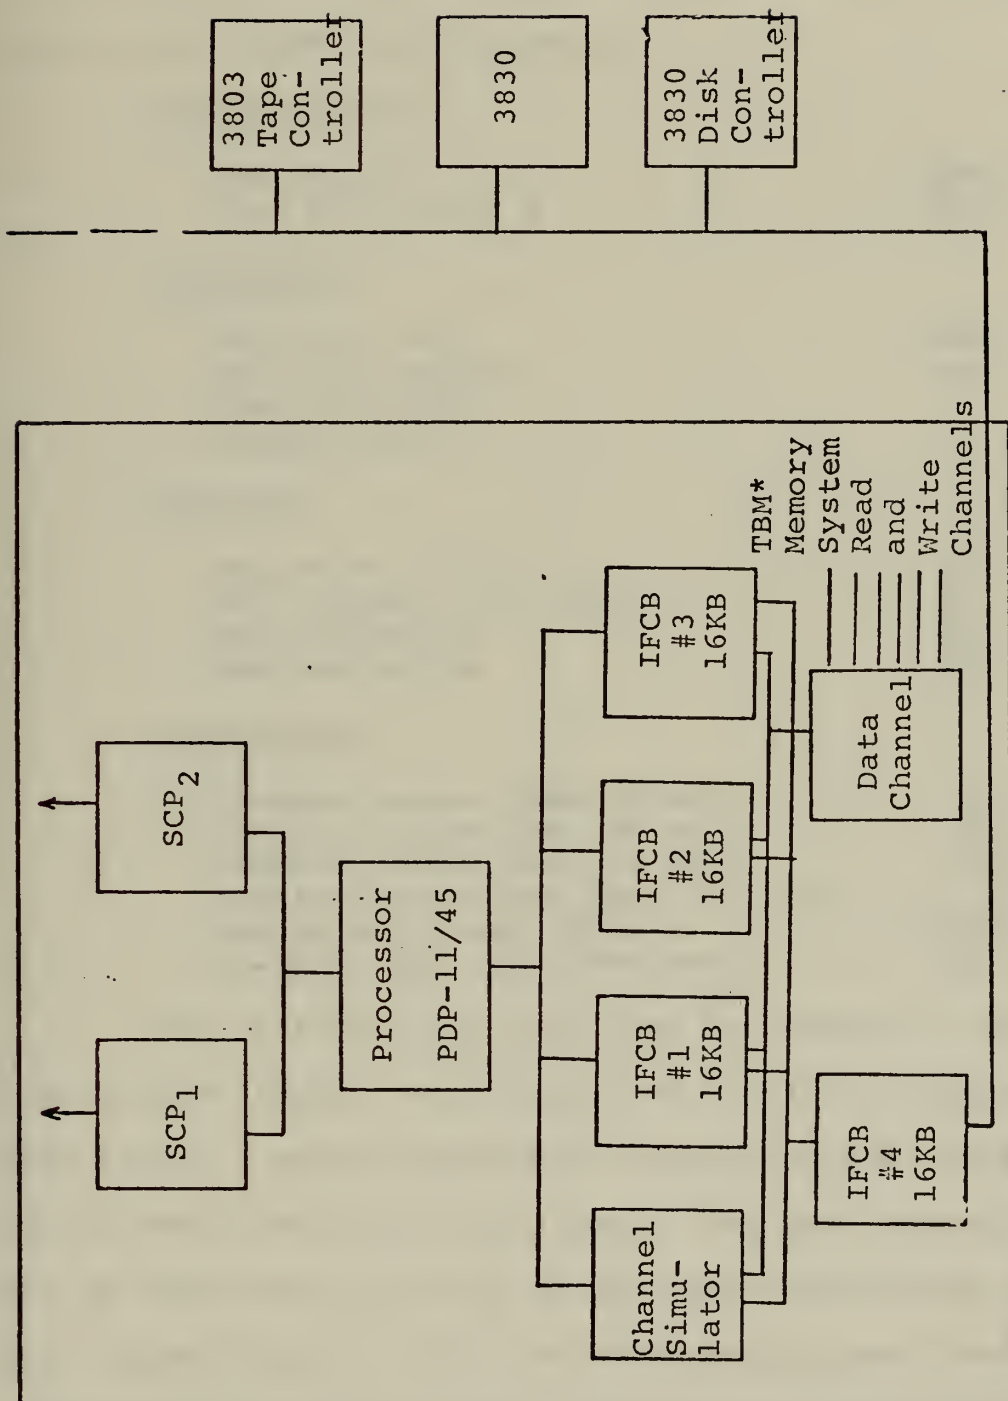 SCP1
SCP2
Processor
PDP-11/45
Channel
Simu-
lator
IFCB
#1
16KB
IFCB
#2
16KB
IFCB
#3
16KB
IFCB
#4
16KB
Data
Channel
TBM*
Memory
System
Read
and
Write
Channels
3803
Tape
Con-
troller
3830
3830
Disk
Con-
troller